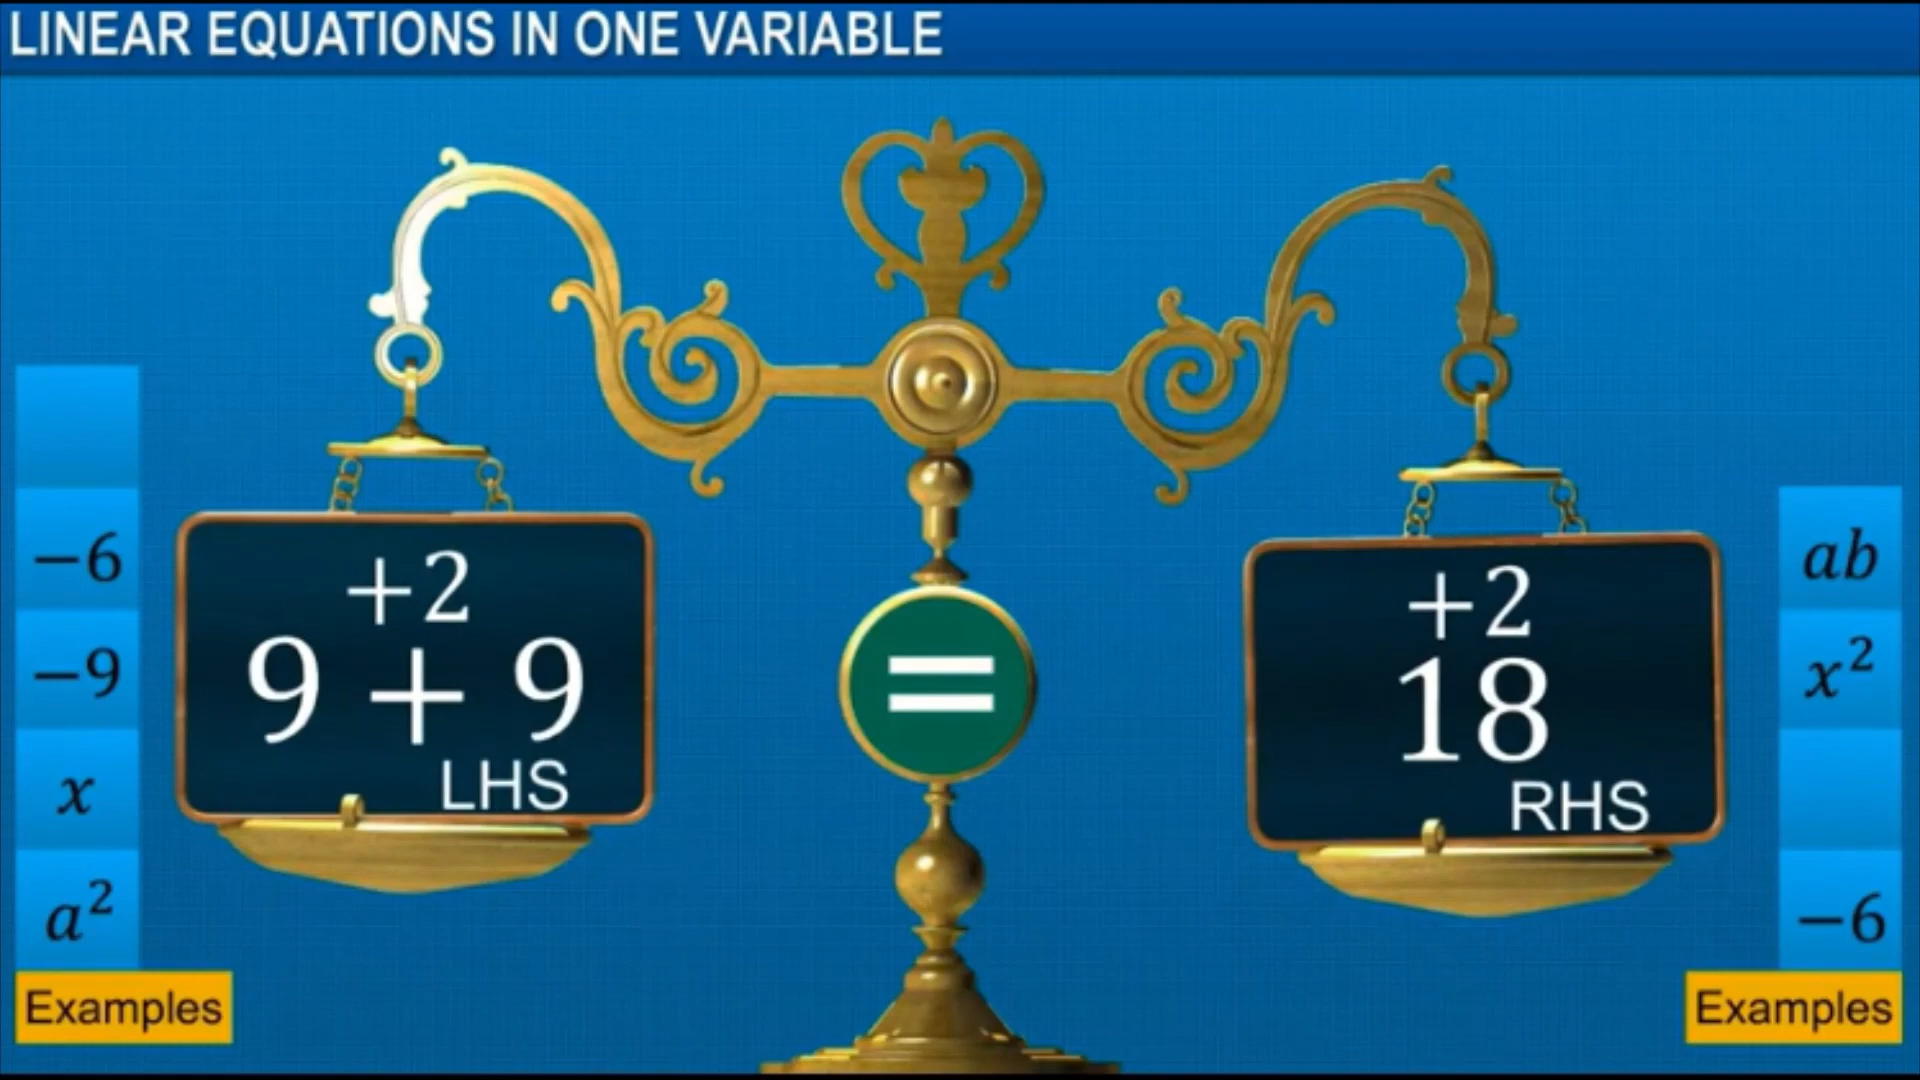 LINEAR EQUATIONS IN ONE VARIABLE
−6
−9
x
a²
Examples
+2
9 + 9
LHS
=
+2
18
RHS
ab
x²
−6
Examples